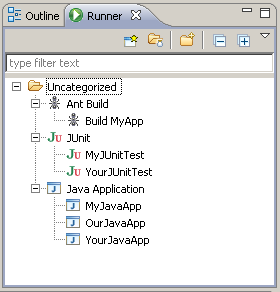 Outline Runner
type filter text
Uncategorized
Ant Build
Build MyApp
JUnit
MyJUnitTest
YourJUnitTest
Java Application
MyJavaApp
OurJavaApp
YourJavaApp